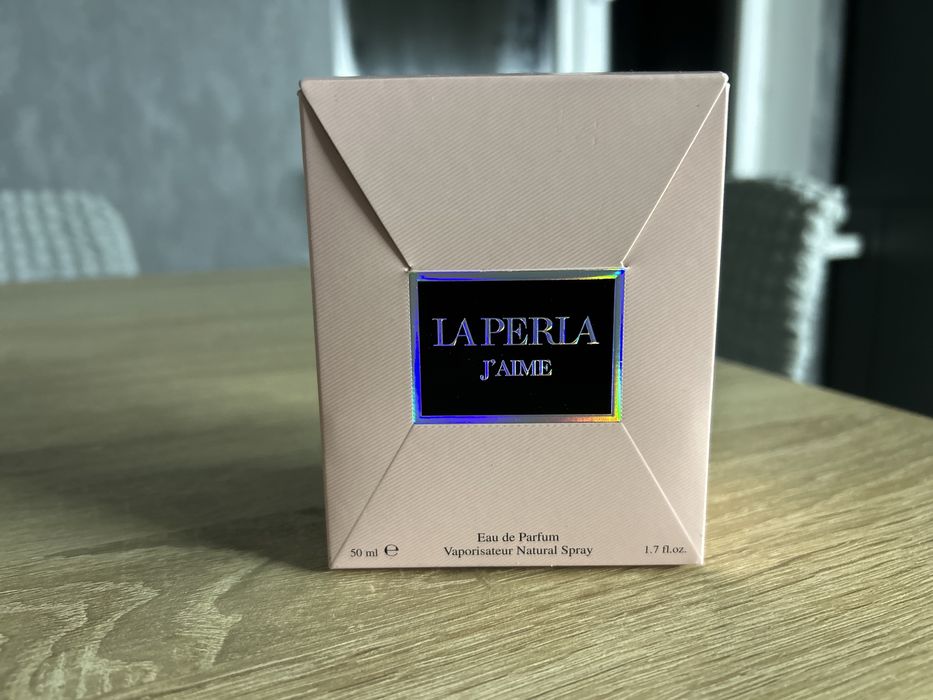 LA PERLA
J'AIME
Eau de Parfum
50 ml ℮ Vaporisateur Natural Spray 1.7 fl.oz.